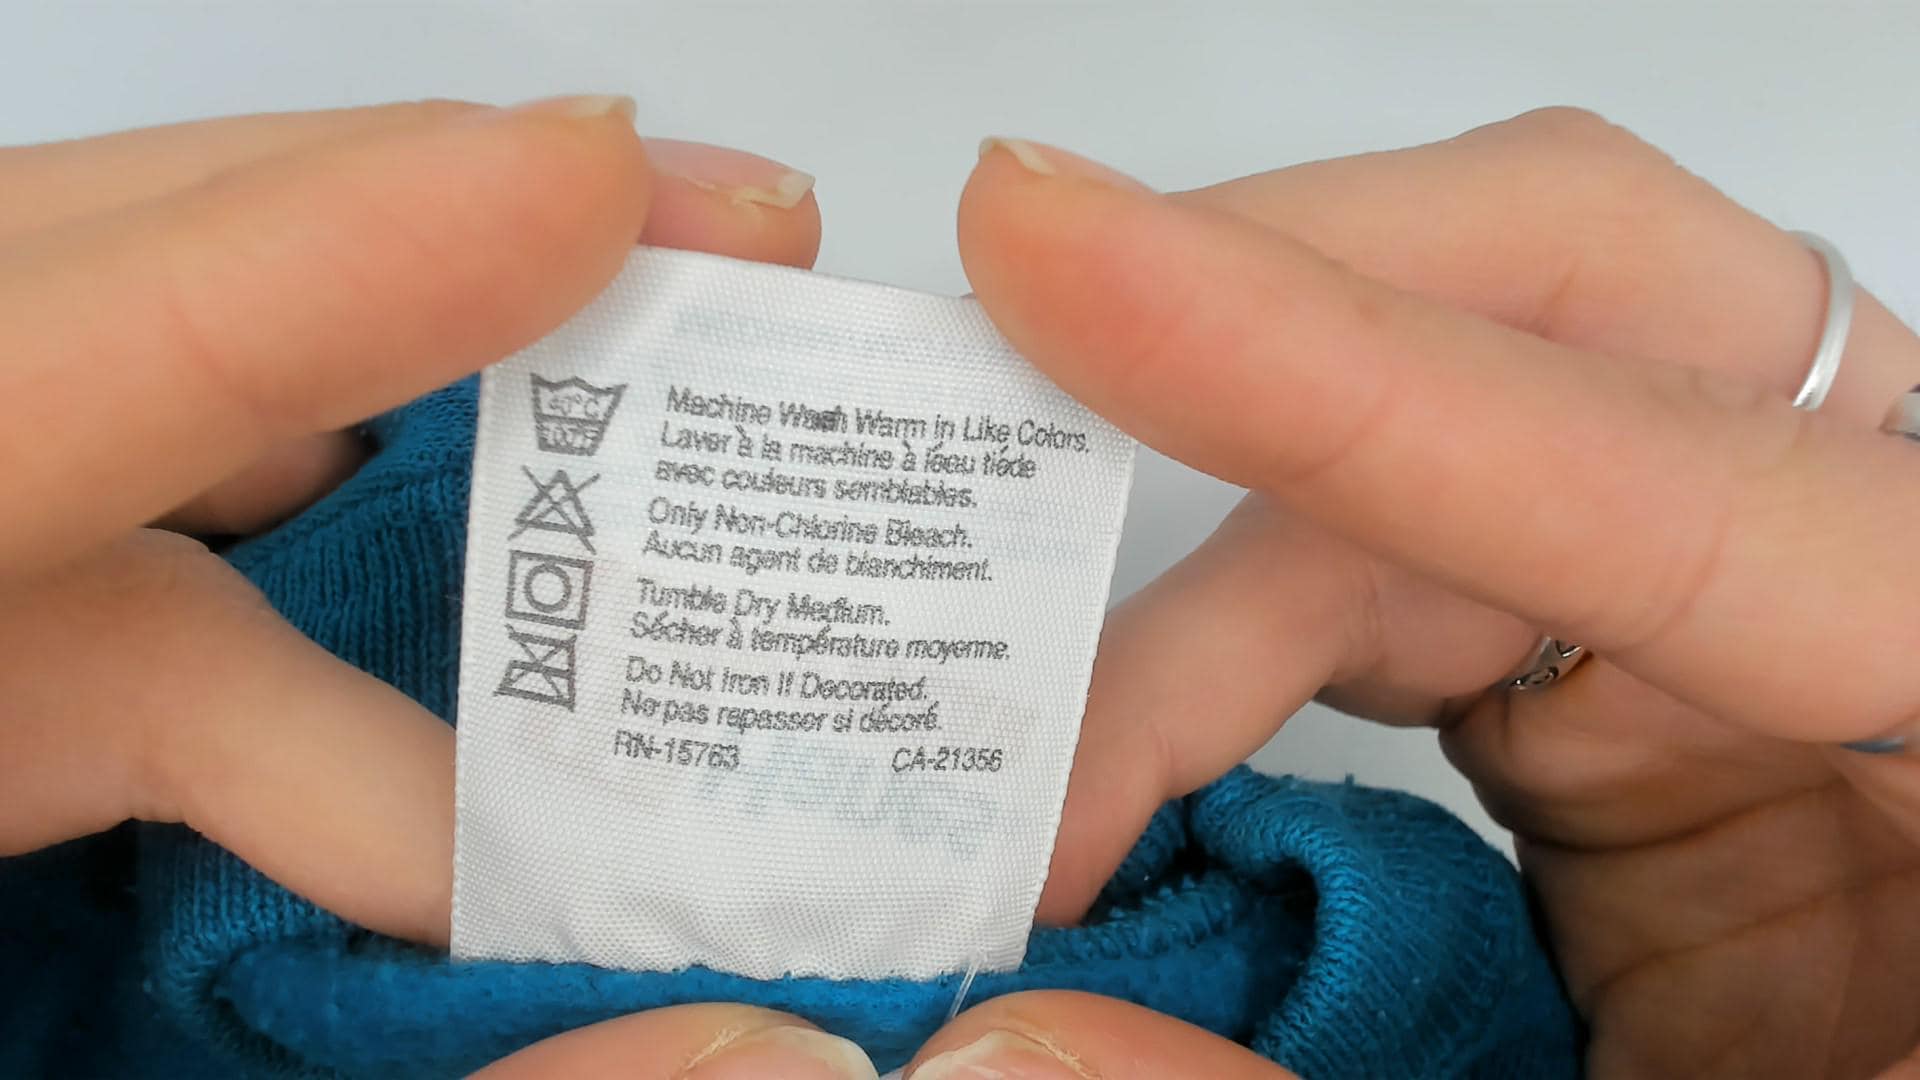 40°C
Machine Wash Warm in Like Colors.
Laver à la machine à l'eau tiède
avec couleurs semblables.
Only Non-Chlorine Bleach.
Aucun agent de blanchiment.
Tumble Dry Medium.
Sécher à température moyenne.
Do Not Iron If Decorated.
Ne pas repasser si décoré.
RN-15763 CA-21356